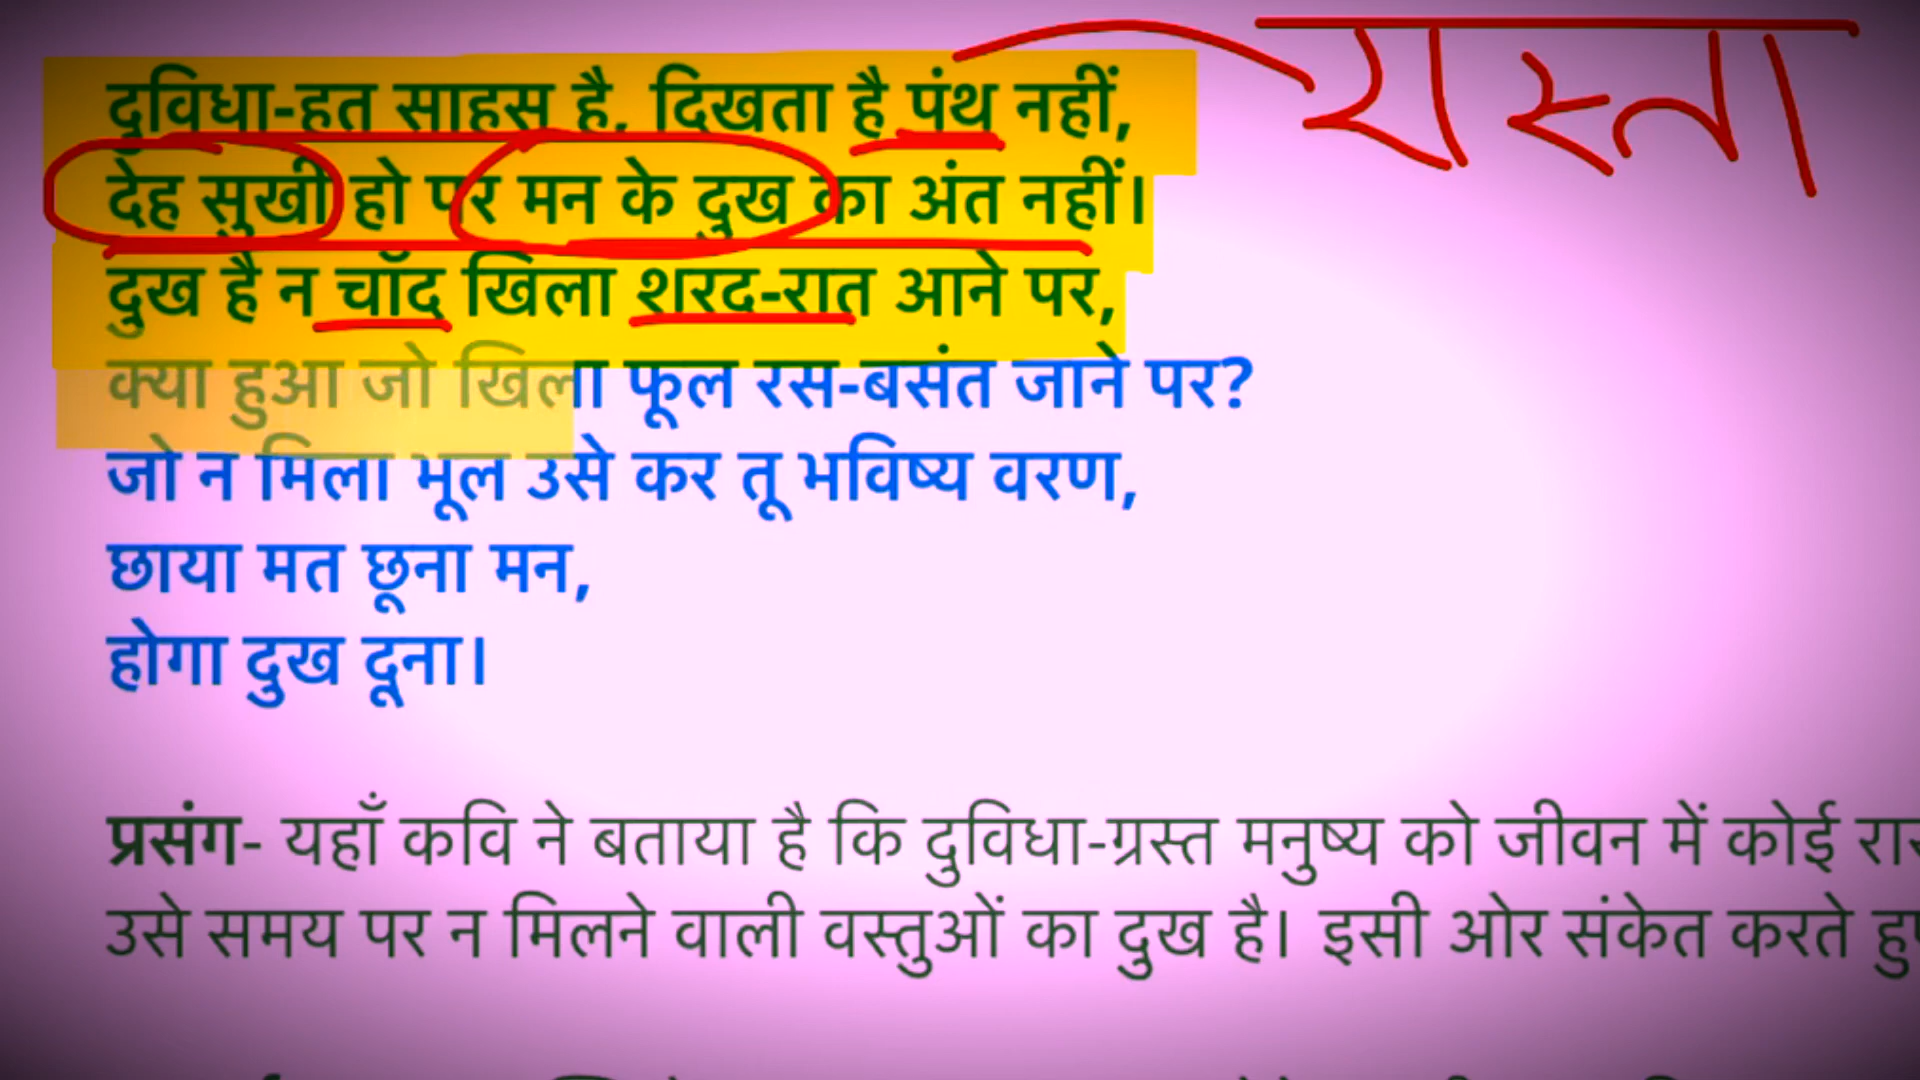 दुविधा-हत साहस है, दिखता है पंथ नहीं,
रास्ता
देह सुखी हो पर मन के दुख का अंत नहीं।
दुख है न चाँद खिला शरद-रात आने पर,
क्या हुआ जो खिला फूल रस-बसंत जाने पर?
जो न मिला भूल उसे कर तू भविष्य वरण,
छाया मत छूना मन,
होगा दुख दूना।
प्रसंग- यहाँ कवि ने बताया है कि दुविधा-ग्रस्त मनुष्य को जीवन में कोई
उसे समय पर न मिलने वाली वस्तुओं का दुख है। इसी ओर संकेत करते